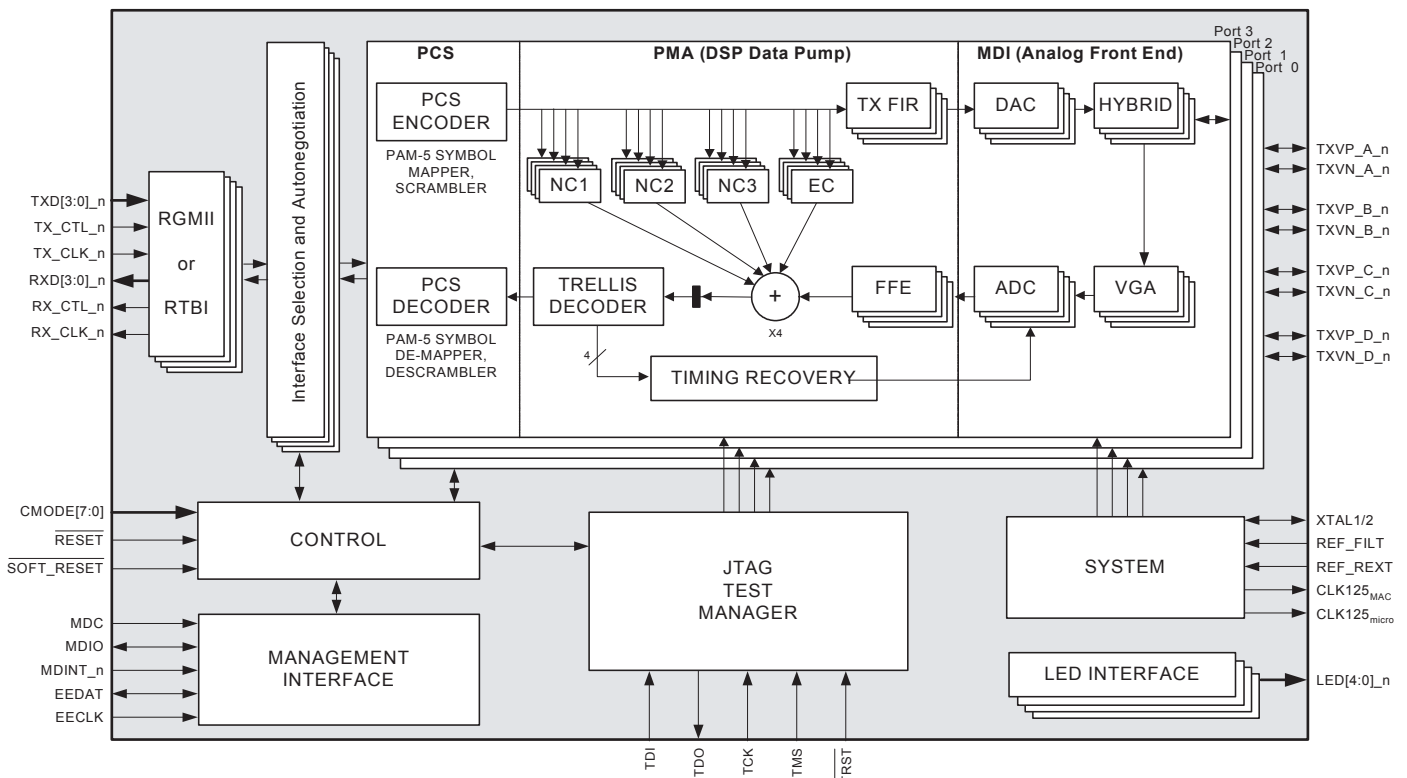 Port 3
Port 2
Port 1
Port 0
PCS
PMA (DSP Data Pump)
MDI (Analog Front End)
Interface Selection and Autonegotiation
PCS
ENCODER
PAM-5 SYMBOL
MAPPER,
SCRAMBLER
TX FIR
DAC
HYBRID
NC1
NC2
NC3
EC
TXD[3:0]_n
TX_CTL_n
TX_CLK_n
RXD[3:0]_n
RX_CTL_n
RX_CLK_n
RGMII
or
RTBI
PCS
DECODER
PAM-5 SYMBOL
DE-MAPPER,
DESCRAMBLER
TRELLIS
DECODER
+
X4
FFE
ADC
VGA
4
TIMING RECOVERY
TXVP_A_n
TXVN_A_n
TXVP_B_n
TXVN_B_n
TXVP_C_n
TXVN_C_n
TXVP_D_n
TXVN_D_n
CMODE[7:0]
RESET
SOFT_RESET
CONTROL
MDC
MDIO
MDINT_n
EEDAT
EECLK
MANAGEMENT
INTERFACE
JTAG
TEST
MANAGER
TDI
TDO
TCK
TMS
TRST
SYSTEM
XTAL1/2
REF_FILT
REF_REXT
CLK125MAC
CLK125micro
LED INTERFACE
LED[4:0]_n